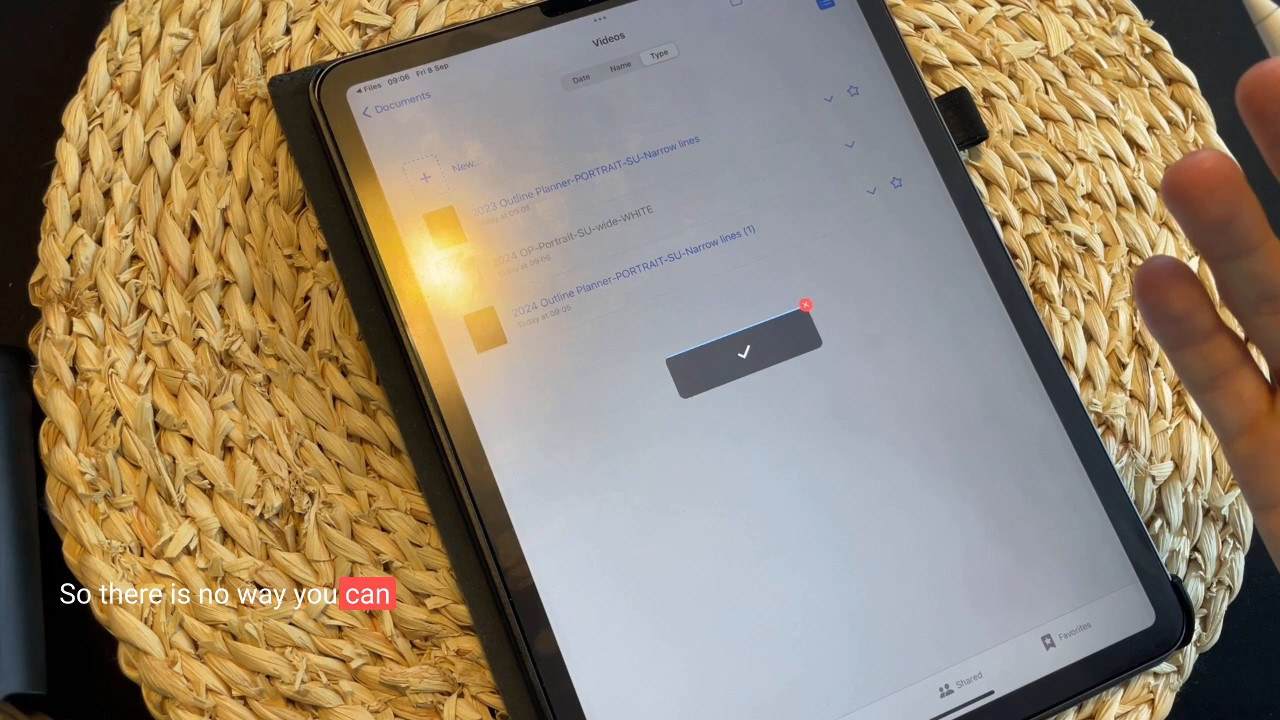 Files 09:06 Fri 8 Sep
Videos
Documents
Date Name Type
New...
2023 Outline Planner-PORTRAIT-SU-Narrow lines
Today at 09:06
2024 OP-Portrait-SU-wide-WHITE
Today at 09:06
2024 Outline Planner-PORTRAIT-SU-Narrow lines (1)
Today at 09:05
So there is no way you can
Shared
Favorites